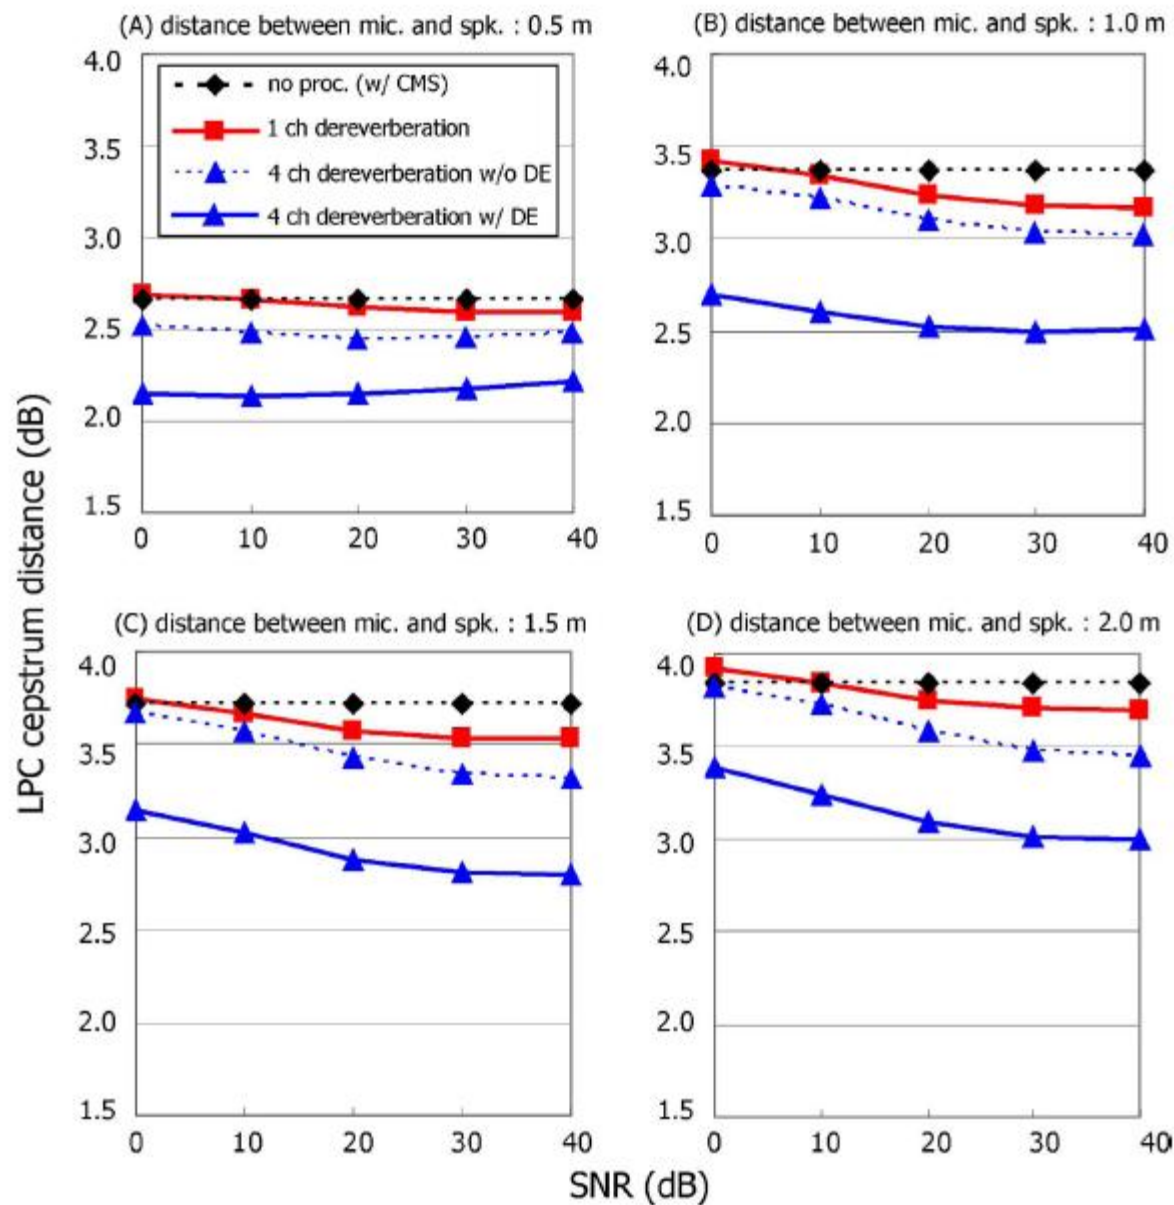 (A) distance between mic. and spk. : 0.5 m
4.0
3.5
3.0
2.5
2.0
1.5
no proc. (w/ CMS)
1 ch dereverberation
4 ch dereverberation w/o DE
4 ch dereverberation w/ DE
0 10 20 30 40
(B) distance between mic. and spk. : 1.0 m
4.0
3.5
3.0
2.5
2.0
1.5
0 10 20 30 40
LPC cepstrum distance (dB)
(C) distance between mic. and spk. : 1.5 m
4.0
3.5
3.0
2.5
2.0
1.5
0 10 20 30 40
(D) distance between mic. and spk. : 2.0 m
4.0
3.5
3.0
2.5
2.0
1.5
0 10 20 30 40
SNR (dB)